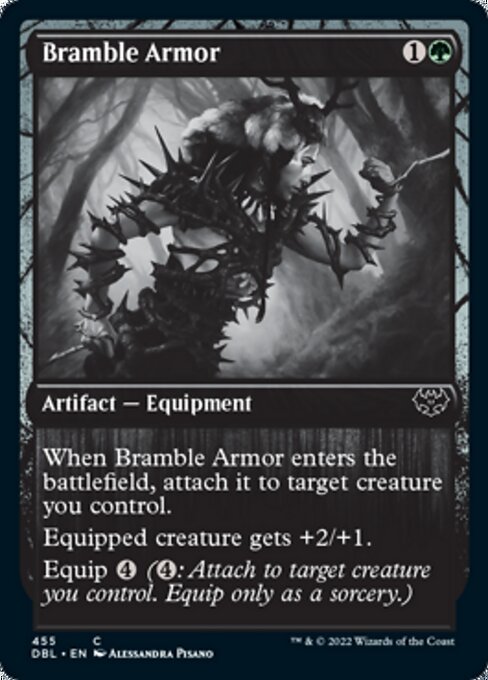 Bramble Armor 1
Artifact — Equipment
When Bramble Armor enters the
battlefield, attach it to target creature
you control.
Equipped creature gets +2/+1.
Equip 4 (4: Attach to target creature
you control. Equip only as a sorcery.)
455 C
DBL • EN Alessandra Pisano
™ & © 2022 Wizards of the Coast